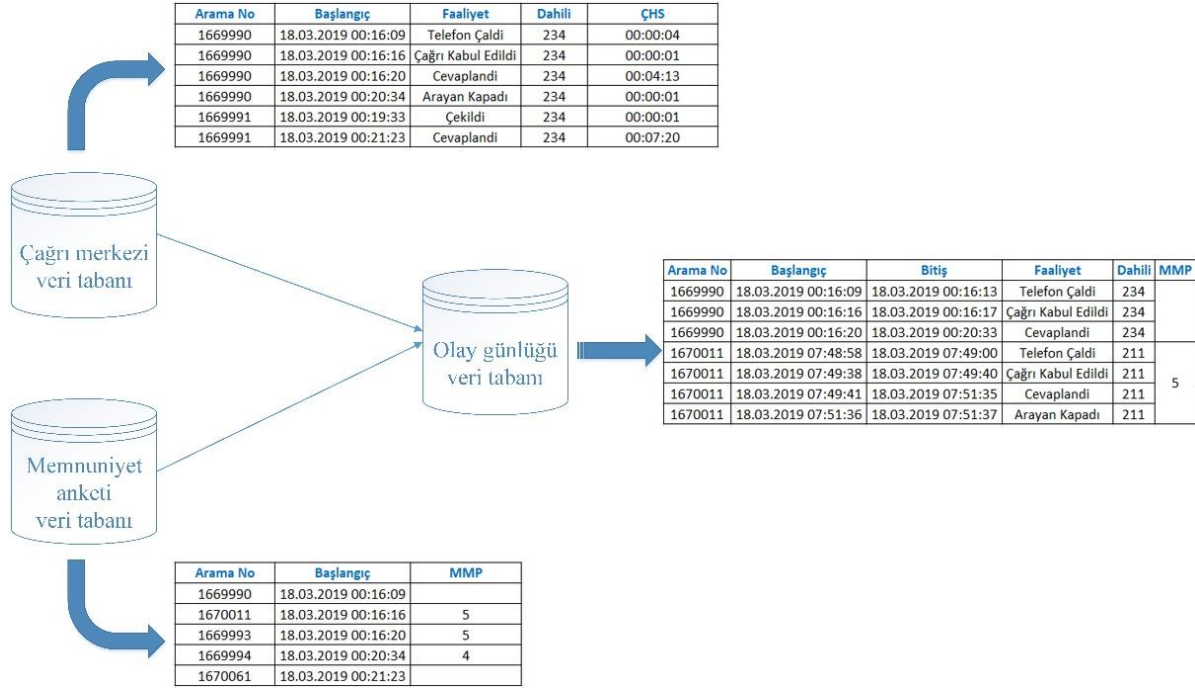 Arama No Başlangıç Faaliyet Dahili ÇHS
1669990 18.03.2019 00:16:09 Telefon Çaldi 234 00:00:04
1669990 18.03.2019 00:16:16 Çağrı Kabul Edildi 234 00:00:01
1669990 18.03.2019 00:16:20 Cevaplandi 234 00:04:13
1669990 18.03.2019 00:20:34 Arayan Kapadı 234 00:00:01
1669991 18.03.2019 00:19:33 Çekildi 234 00:00:01
1669991 18.03.2019 00:21:23 Cevaplandi 234 00:07:20
Çağrı merkezi
veri tabanı
Olay günlüğü
veri tabanı
Arama No Başlangıç Bitiş Faaliyet Dahili MMP
1669990 18.03.2019 00:16:09 18.03.2019 00:16:13 Telefon Çaldi 234
1669990 18.03.2019 00:16:16 18.03.2019 00:16:17 Çağrı Kabul Edildi 234
1669990 18.03.2019 00:16:20 18.03.2019 00:20:33 Cevaplandi 234
1670011 18.03.2019 07:48:58 18.03.2019 07:49:00 Telefon Çaldi 211
1670011 18.03.2019 07:49:38 18.03.2019 07:49:40 Çağrı Kabul Edildi 211
5
1670011 18.03.2019 07:49:41 18.03.2019 07:51:35 Cevaplandi 211
1670011 18.03.2019 07:51:36 18.03.2019 07:51:37 Arayan Kapadı 211
Memnuniyet
anketi
veri tabanı
Arama No Başlangıç MMP
1669990 18.03.2019 00:16:09
1670011 18.03.2019 00:16:16 5
1669993 18.03.2019 00:16:20 5
1669994 18.03.2019 00:20:34 4
1670061 18.03.2019 00:21:23